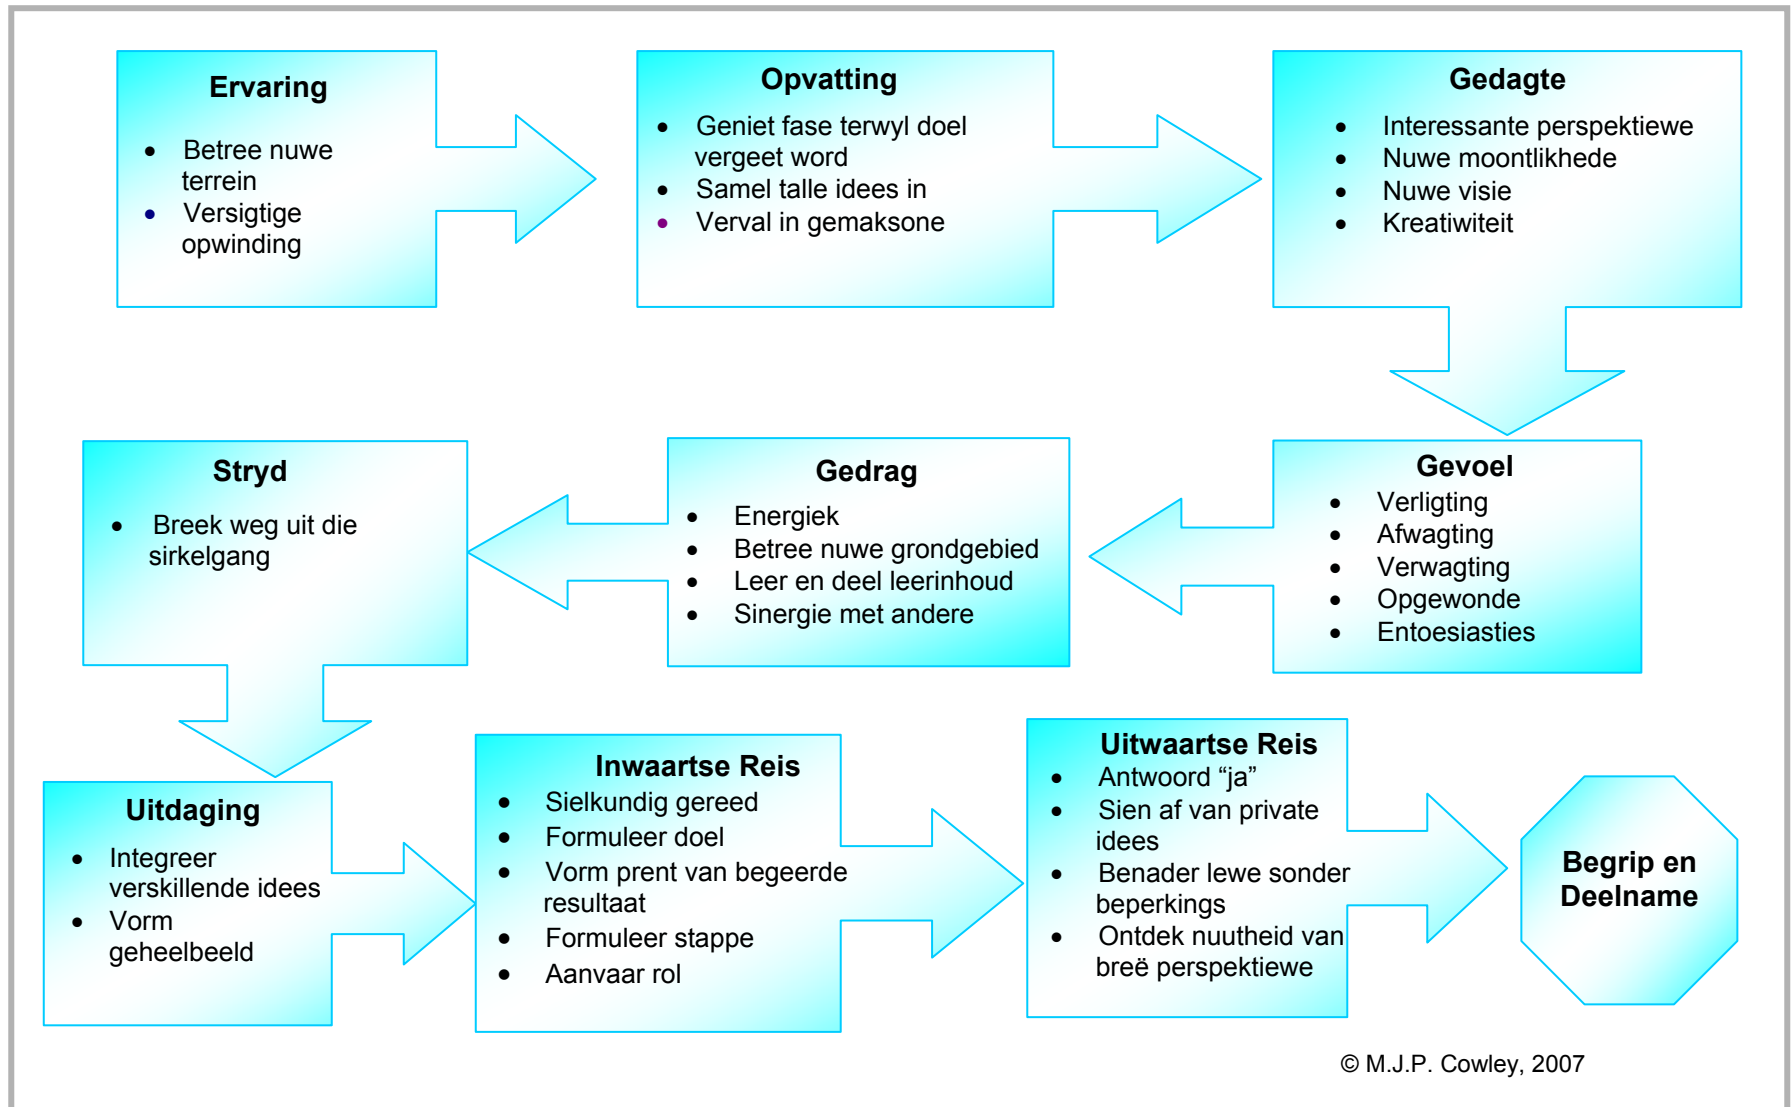 Ervaring
• Betree nuwe
terrein
• Versigtige
opwinding
Opvatting
• Geniet fase terwyl doel
vergeet word
• Samel talle idees in
• Verval in gemaksone
Gedagte
• Interessante perspektiewe
• Nuwe moontlikhede
• Nuwe visie
• Kreatiwiteit
Gevoel
• Verligting
• Afwagting
• Verwagting
• Opgewonde
• Entoesiasties
Gedrag
• Energiek
• Betree nuwe grondgebied
• Leer en deel leerinhoud
• Sinergie met andere
Stryd
• Breek weg uit die
sirkelgang
Uitdaging
• Integreer
verskillende idees
• Vorm
geheelbeeld
Inwaartse Reis
• Sielkundig gereed
• Formuleer doel
• Vorm prent van begeerde
resultaat
• Formuleer stappe
• Aanvaar rol
Uitwaartse Reis
• Antwoord “ja”
• Sien af van private
idees
• Benader lewe sonder
beperkings
• Ontdek nuutheid van
breë perspektiewe
Begrip en
Deelname
© M.J.P. Cowley, 2007